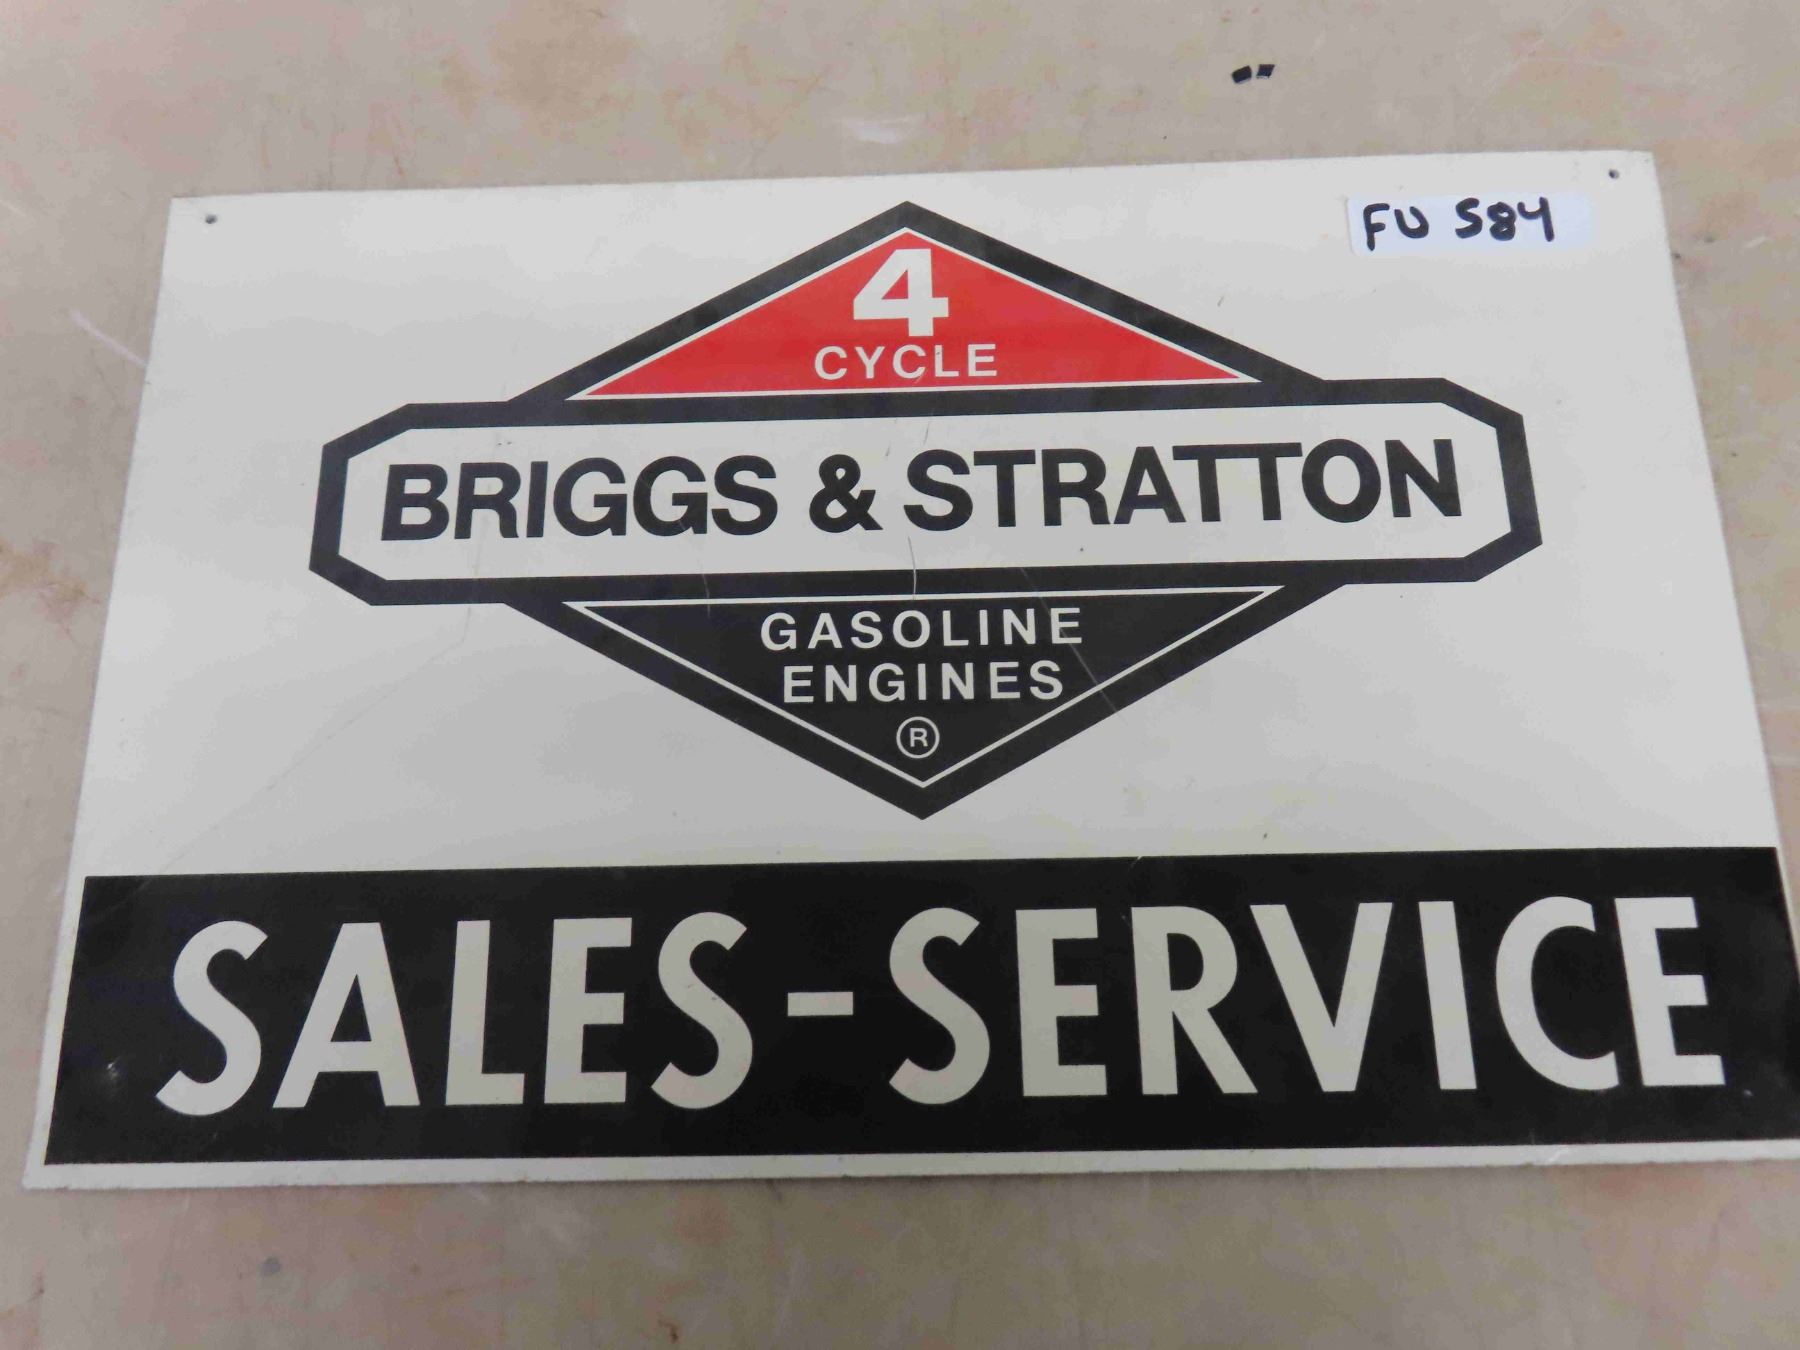 FU 584
4
CYCLE
BRIGGS & STRATTON
GASOLINE
ENGINES
®
SALES-SERVICE